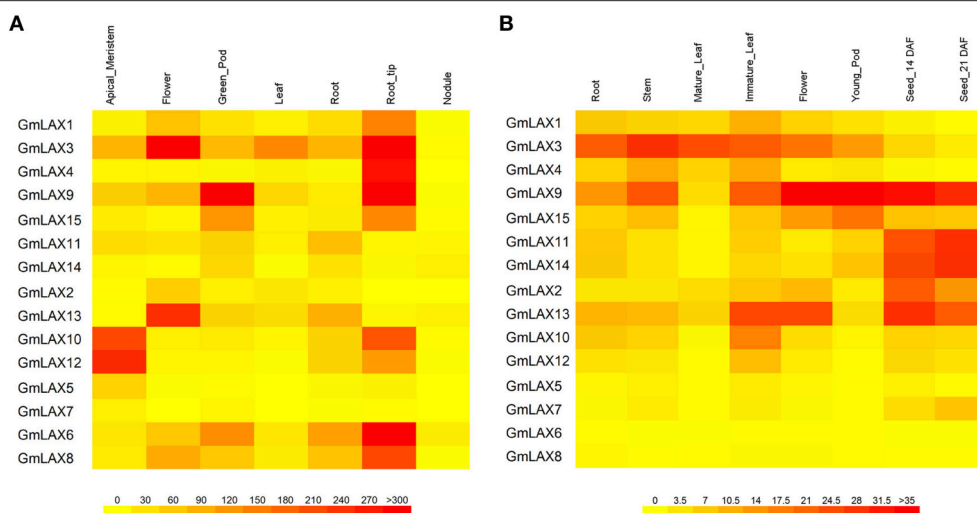 A
Apical_Meristem
Flower
Green_Pod
Leaf
Root
Root_tip
Nodule
GmLAX1
GmLAX3
GmLAX4
GmLAX9
GmLAX15
GmLAX11
GmLAX14
GmLAX2
GmLAX13
GmLAX10
GmLAX12
GmLAX5
GmLAX7
GmLAX6
GmLAX8
0 30 60 90 120 150 180 210 240 270 >300
B
Root
Stem
Mature_Leaf
Immature_Leaf
Flower
Young_Pod
Seed_14 DAF
Seed_21 DAF
GmLAX1
GmLAX3
GmLAX4
GmLAX9
GmLAX15
GmLAX11
GmLAX14
GmLAX2
GmLAX13
GmLAX10
GmLAX12
GmLAX5
GmLAX7
GmLAX6
GmLAX8
0 3.5 7 10.5 14 17.5 21 24.5 28 31.5 >35